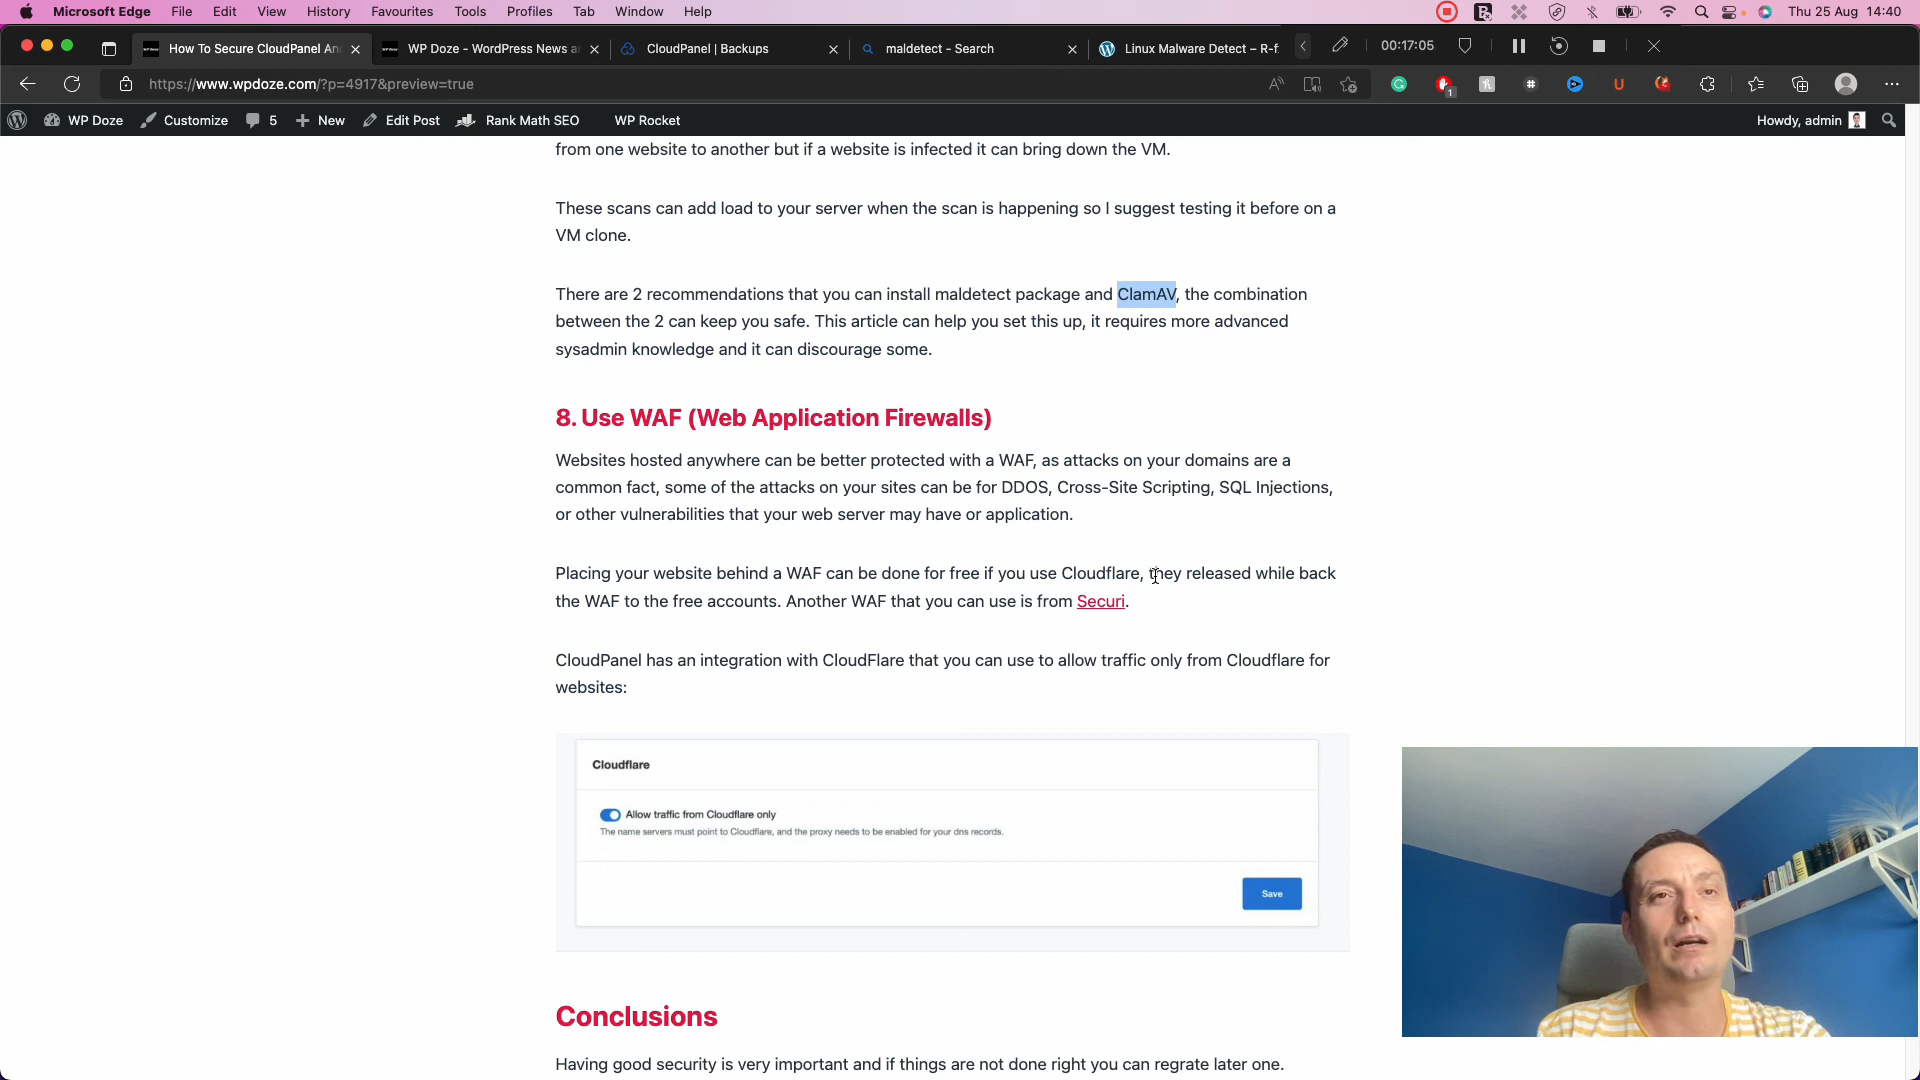 Microsoft Edge File Edit View History Favourites Tools Profiles Tab Window Help Thu 25 Aug 14:40
How To Secure CloudPanel An
WP Doze - WordPress News a
CloudPanel | Backups
maldetect - Search
Linux Malware Detect – R-f
00:17:05
https://www.wpdoze.com/?p=4917&preview=true
WP Doze Customize 5 New Edit Post Rank Math SEO WP Rocket Howdy, admin
from one website to another but if a website is infected it can bring down the VM.
These scans can add load to your server when the scan is happening so I suggest testing it before on a
VM clone.
There are 2 recommendations that you can install maldetect package and ClamAV, the combination
between the 2 can keep you safe. This article can help you set this up, it requires more advanced
sysadmin knowledge and it can discourage some.
8. Use WAF (Web Application Firewalls)
Websites hosted anywhere can be better protected with a WAF, as attacks on your domains are a
common fact, some of the attacks on your sites can be for DDOS, Cross-Site Scripting, SQL Injections,
or other vulnerabilities that your web server may have or application.
Placing your website behind a WAF can be done for free if you use Cloudflare, they released while back
the WAF to the free accounts. Another WAF that you can use is from Securi.
CloudPanel has an integration with CloudFlare that you can use to allow traffic only from Cloudflare for
websites:
Cloudflare
Allow traffic from Cloudflare only
The name servers must point to Cloudflare, and the proxy needs to be enabled for your dns records.
Save
Conclusions
Having good security is very important and if things are not done right you can regrate later one.